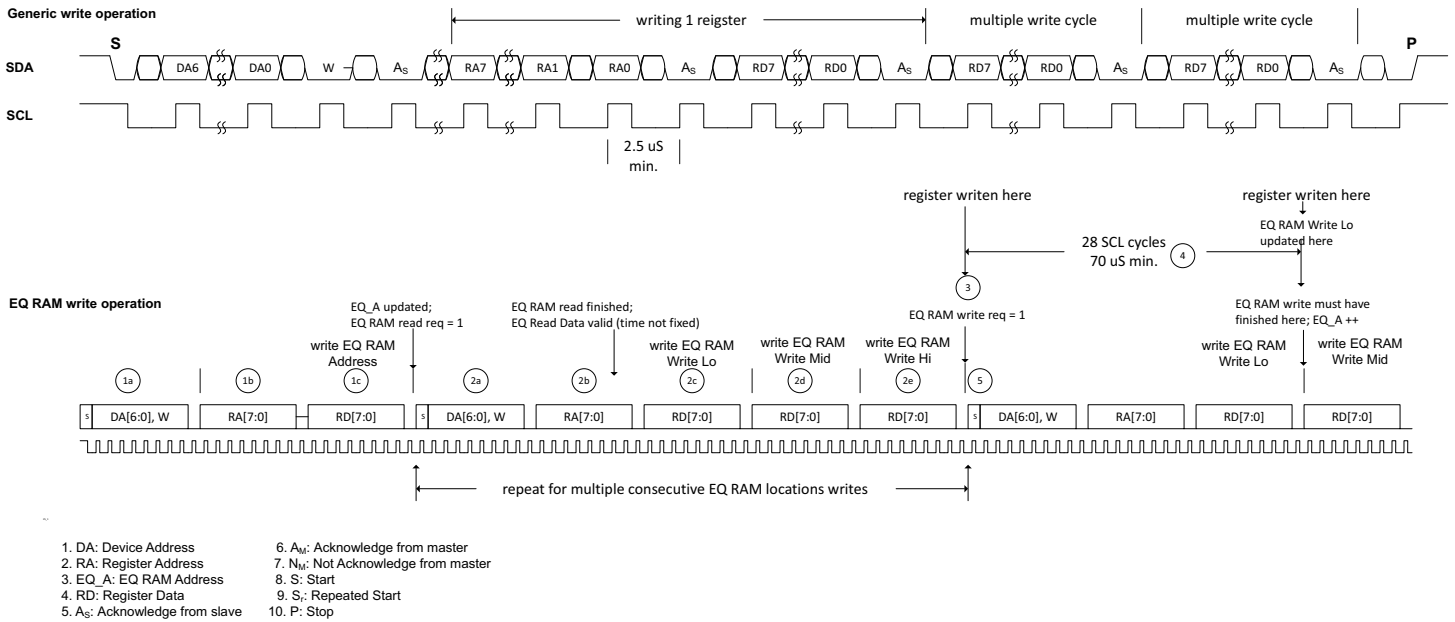 Generic write operation
writing 1 reigster
multiple write cycle
multiple write cycle
S
P
SDA
DA6 DA0 W As RA7 RA1 RA0 As RD7 RD0 As RD7 RD0 As RD7 RD0 As
SCL
2.5 uS
min.
register writen here
register writen here
EQ RAM Write Lo
updated here
28 SCL cycles
70 uS min.
4
3
EQ RAM write operation
EQ_A updated;
EQ RAM read req = 1
EQ RAM read finished;
EQ Read Data valid (time not fixed)
EQ RAM write req = 1
EQ RAM write must have
finished here; EQ_A ++
write EQ RAM
Address
write EQ RAM
Write Lo
write EQ RAM
Write Mid
write EQ RAM
Write Hi
write EQ RAM
Write Lo
write EQ RAM
Write Mid
1a 1b 1c 2a 2b 2c 2d 2e 5
s DA[6:0], W RA[7:0] RD[7:0] s DA[6:0], W RA[7:0] RD[7:0] RD[7:0] RD[7:0] s DA[6:0], W RA[7:0] RD[7:0] RD[7:0]
repeat for multiple consecutive EQ RAM locations writes
1. DA: Device Address
2. RA: Register Address
3. EQ_A: EQ RAM Address
4. RD: Register Data
5. As: Acknowledge from slave
6. AM: Acknowledge from master
7. NM: Not Acknowledge from master
8. S: Start
9. Sr: Repeated Start
10. P: Stop